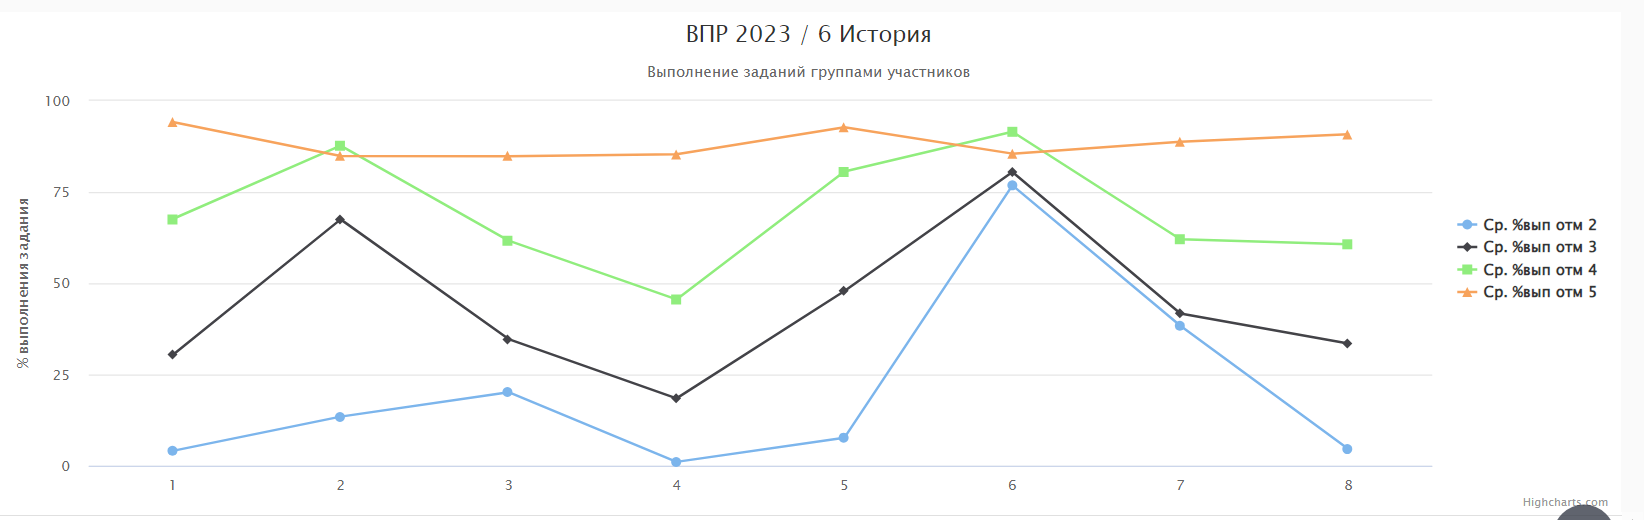 ВПР 2023 / 6 История
Выполнение заданий группами участников
% выполнения задания
100
75
50
25
0
1 2 3 4 5 6 7 8
Ср. %вып отм 2
Ср. %вып отм 3
Ср. %вып отм 4
Ср. %вып отм 5
Highcharts.com